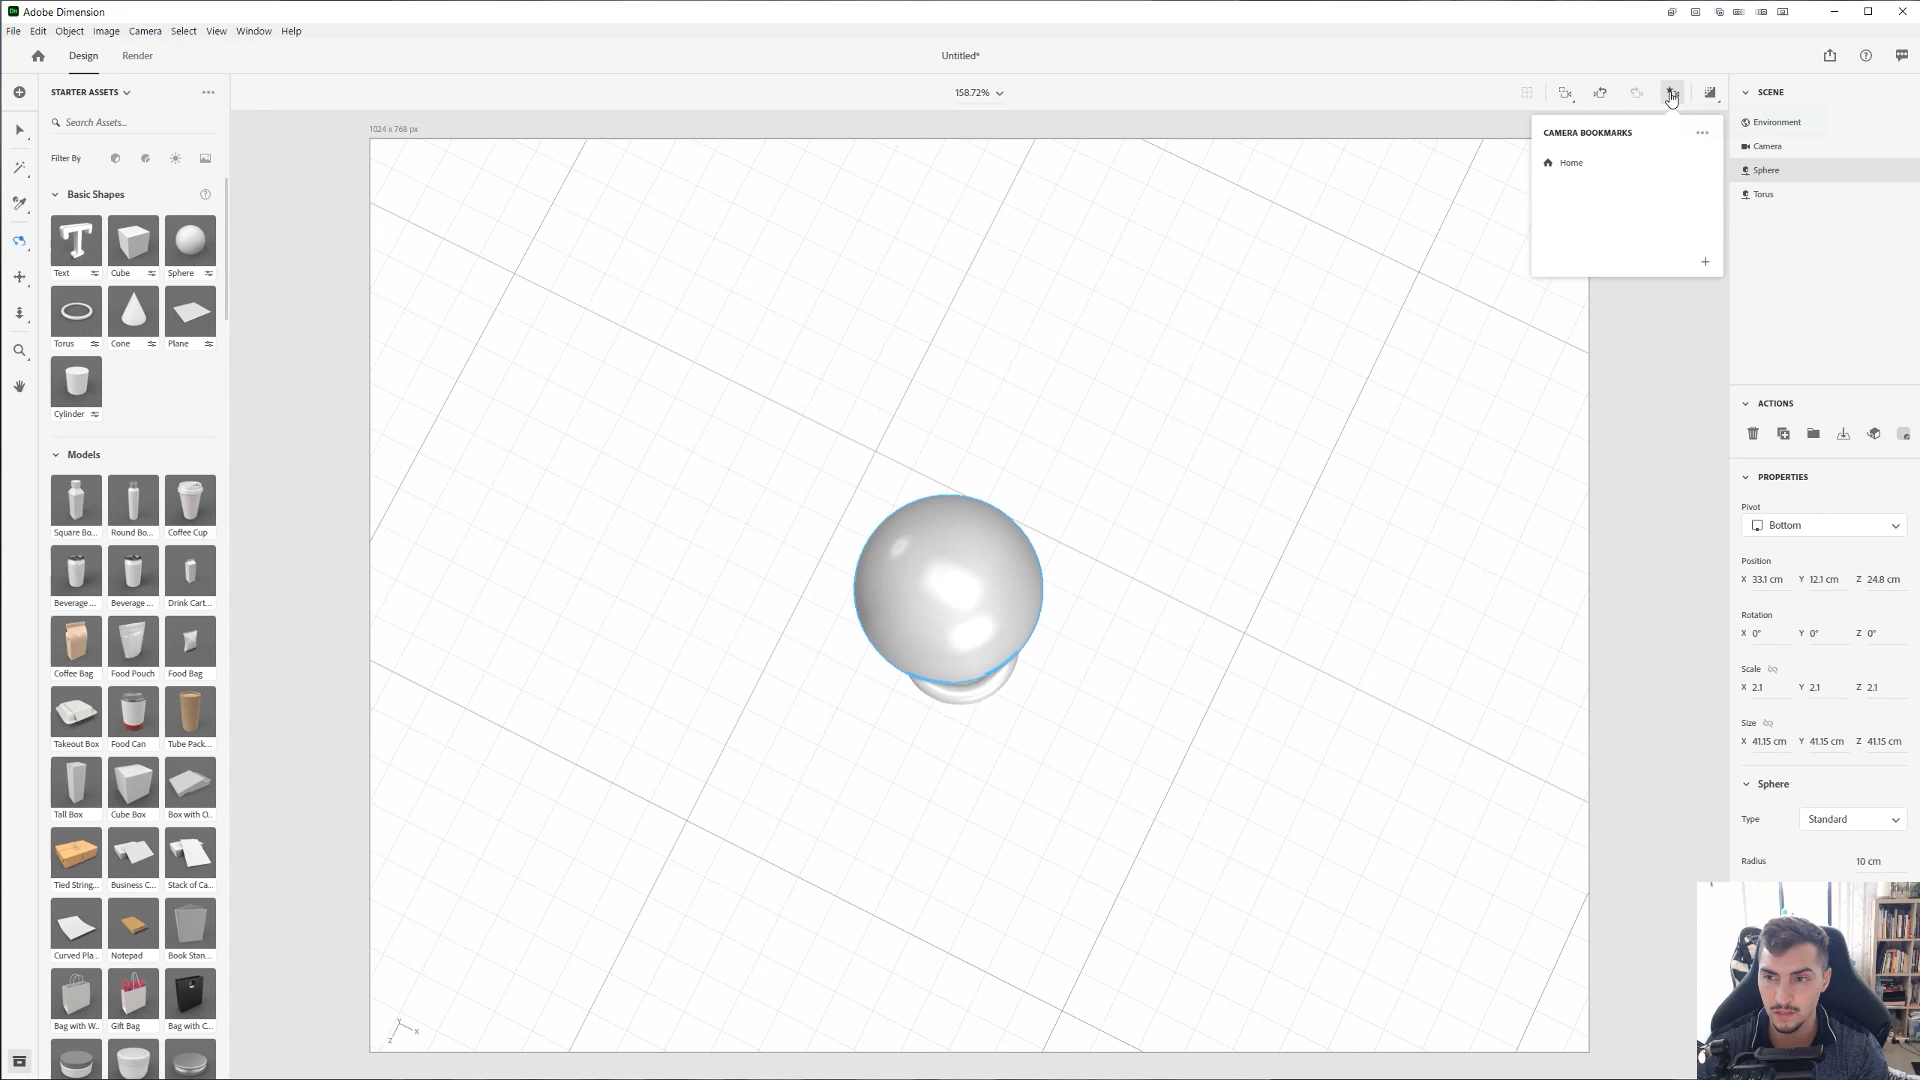 Adobe Dimension
File Edit Object Image Camera Select View Window Help
Design Render
Untitled*
STARTER ASSETS
158.72%
Search Assets...
Filter By
Basic Shapes
Text Cube Sphere
Torus Cone Plane
Cylinder
Models
Square Bo... Round Bo... Coffee Cup
Beverage ... Beverage ... Drink Cart...
Coffee Bag Food Pouch Food Bag
Takeout Box Food Can Tube Pack...
Tall Box Cube Box Box with O..
Tied String... Business C... Stack of Ca...
Curved Pla... Notepad Book Stan...
Bag with W.. Gift Bag Bag with C...
1024 x 768 px
CAMERA BOOKMARKS
Home
Y
X
Z
SCENE
Environment
Camera
Sphere
Torus
ACTIONS
PROPERTIES
Pivot
Bottom
Position
X 33.1 cm Y 12.1 cm Z 24.8 cm
Rotation
X 0° Y 0° Z 0°
Scale
X 2.1 Y 2.1 Z 2.1
Size
X 41.15 cm Y 41.15 cm Z 41.15 cm
Sphere
Type Standard
Radius 10 cm